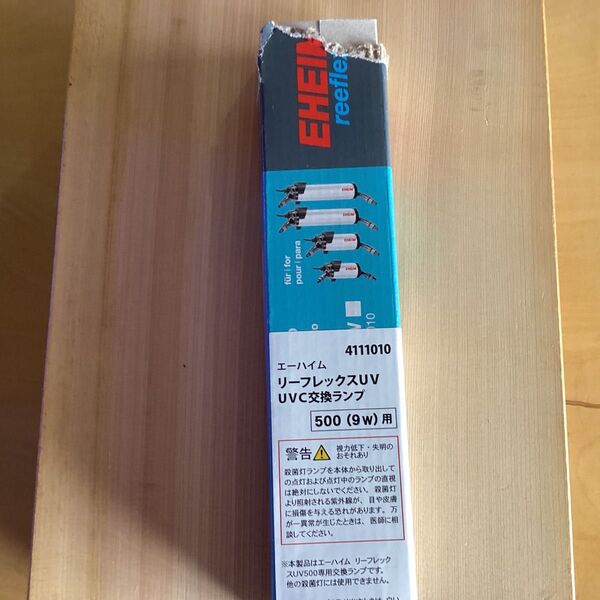 EHEIM
reefle
EHEIM
EHEIM
EHEIM
EHEIM
für | for
pour | para
4111010
エーハイム
リーフレックスUV
UVC交換ランプ
500（9w）用
警告 視力低下・失明の
おそれあり
殺菌灯ランプを本体から取り出して
の点灯および点灯中のランプの直視
は絶対にしないでください。殺菌灯
より照射される紫外線が、目や皮膚
に損傷を与える恐れがあります。万
が一異常が生じたときは、医師に相
談してください。
※本製品はエーハイム リーフレック
スUV500専用交換ランプです。
他の殺菌灯には使用できません。